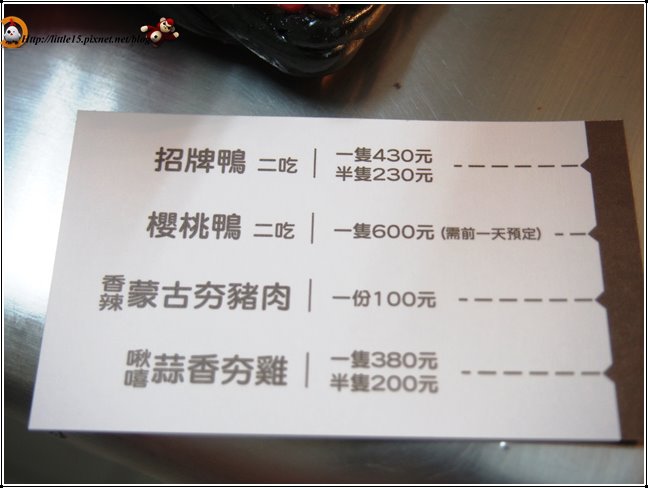 Http://little15.pixnet.net/blog
招牌鴨 二吃 一隻430元
半隻230元
櫻桃鴨 二吃 一隻600元 (需前一天預定)
香辣 蒙古夯豬肉 一份100元
啾嘻 蒜香夯雞 一隻380元
半隻200元